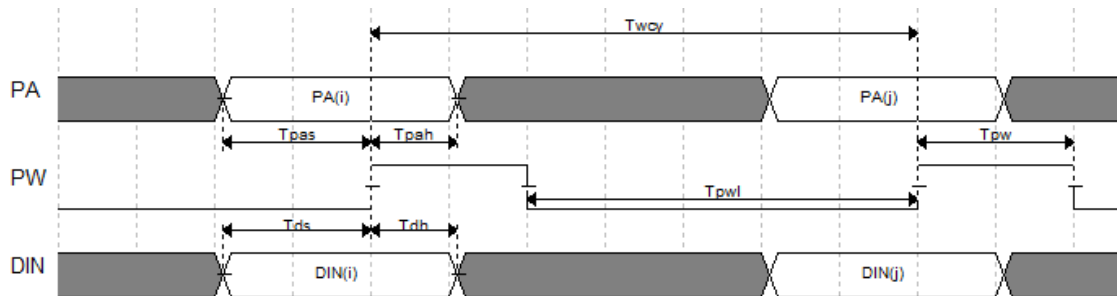 Twcy
PA PA(i) PA(j)
Tpas Tpah Tpw
PW
Tpwl
Tds Tdh
DIN DIN(i) DIN(j)